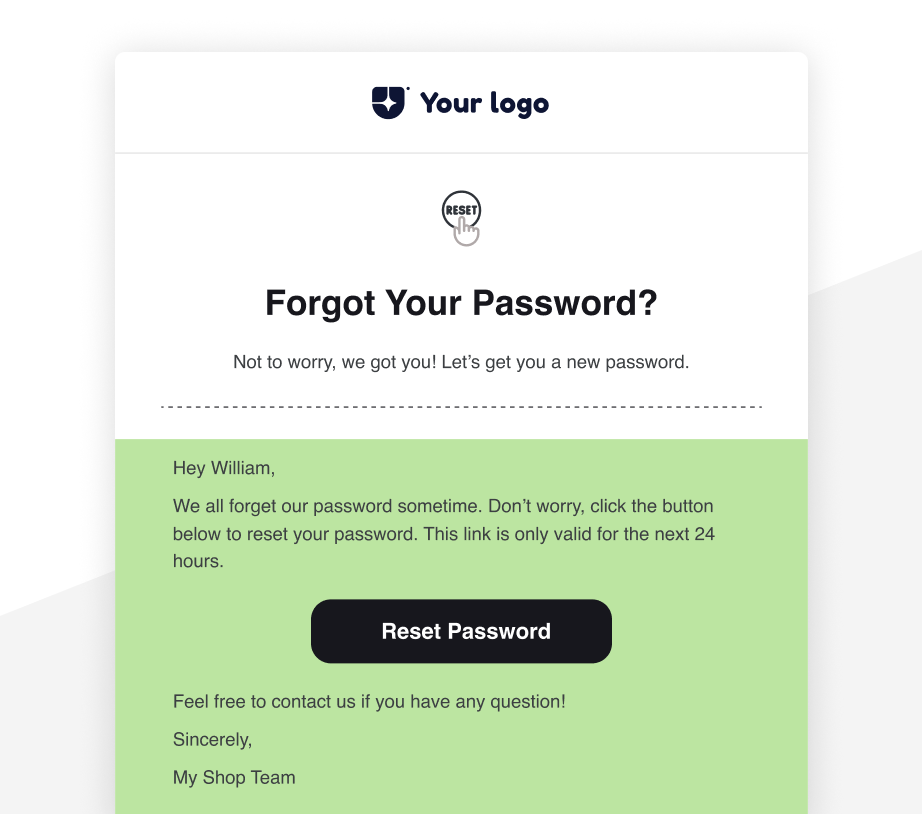 Your logo
RESET
Forgot Your Password?
Not to worry, we got you! Let’s get you a new password.
Hey William,
We all forget our password sometime. Don’t worry, click the button
below to reset your password. This link is only valid for the next 24
hours.
Reset Password
Feel free to contact us if you have any question!
Sincerely,
My Shop Team